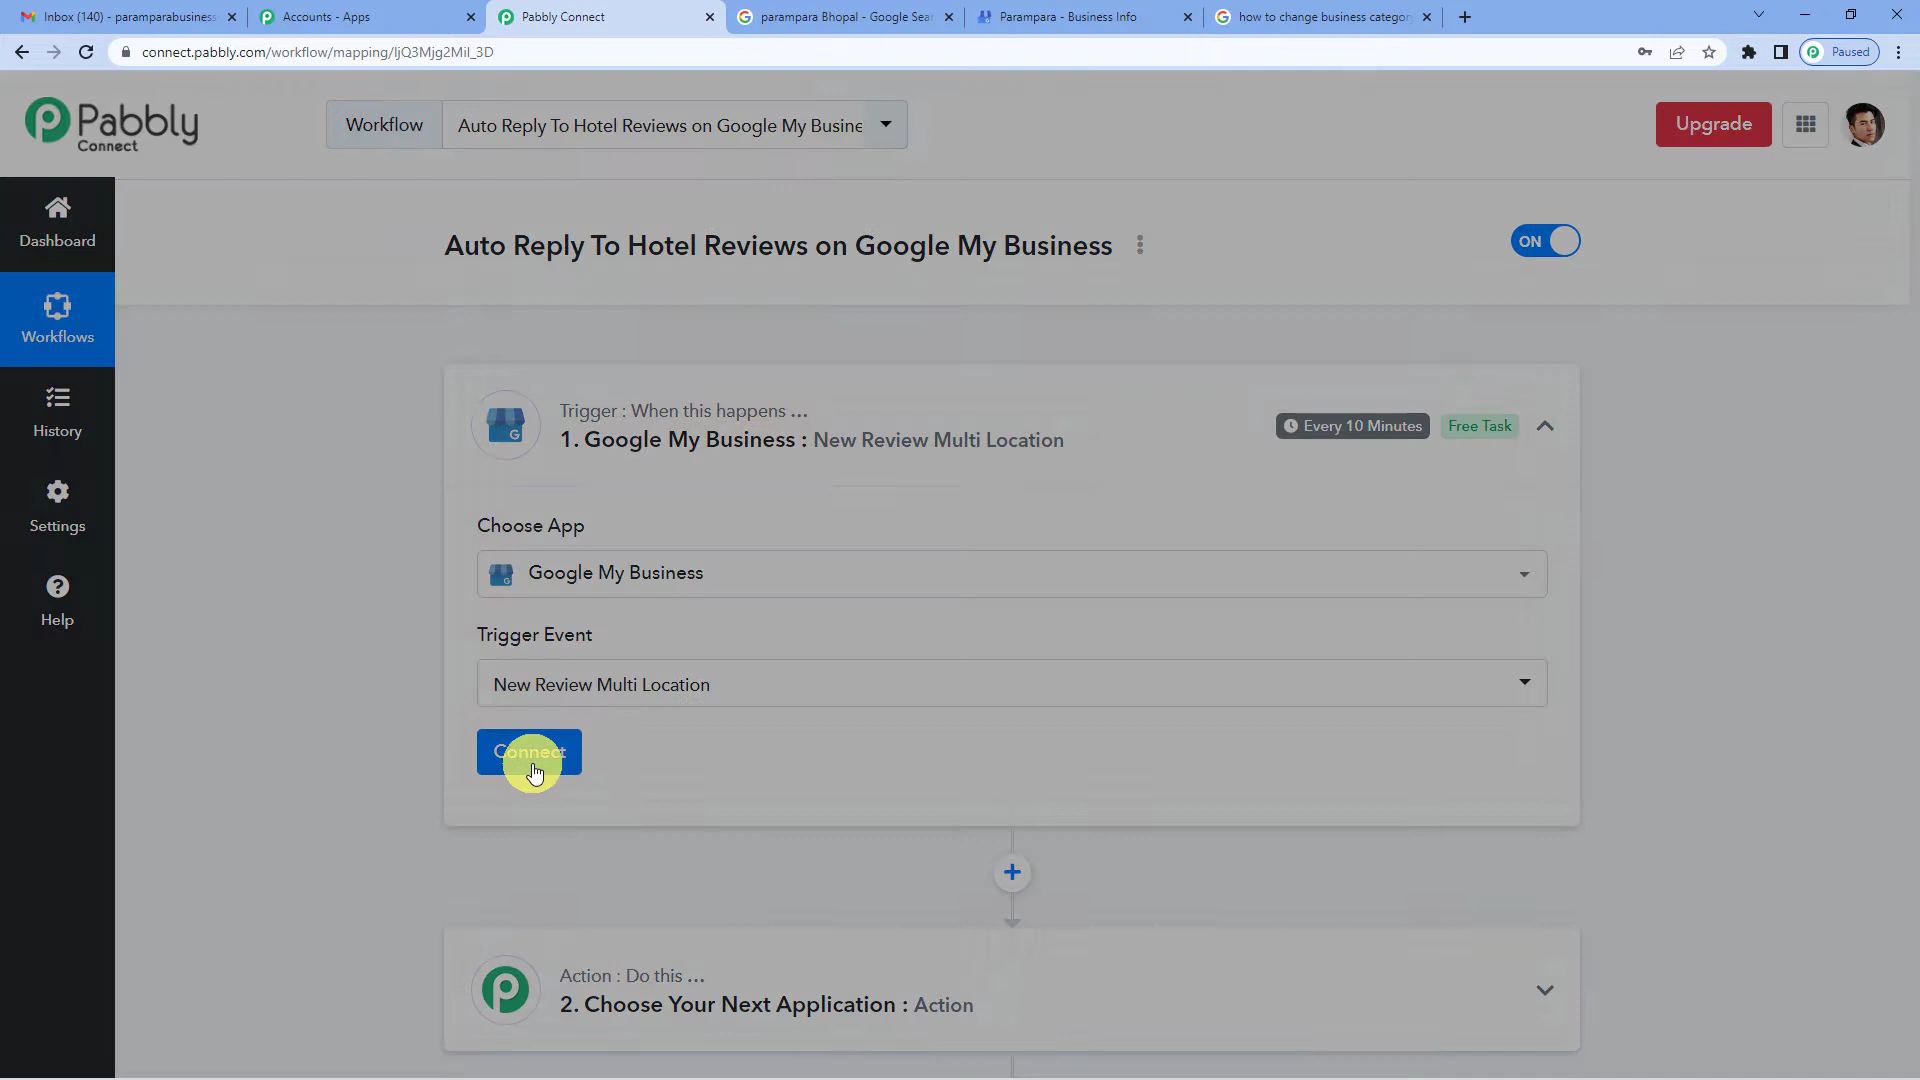 Inbox (140) - paramparabusiness
Accounts - Apps
Pabbly Connect
parampara Bhopal - Google Sear
Parampara - Business Info
how to change business category
connect.pabbly.com/workflow/mapping/IjQ3Mjg2MiI_3D
Paused
Pabbly
Connect
Workflow
Auto Reply To Hotel Reviews on Google My Busine
Upgrade
Dashboard
Workflows
History
Settings
Help
Auto Reply To Hotel Reviews on Google My Business
ON
Trigger : When this happens ...
1. Google My Business : New Review Multi Location
Every 10 Minutes
Free Task
Choose App
Google My Business
Trigger Event
New Review Multi Location
Connect
Action : Do this ...
2. Choose Your Next Application : Action